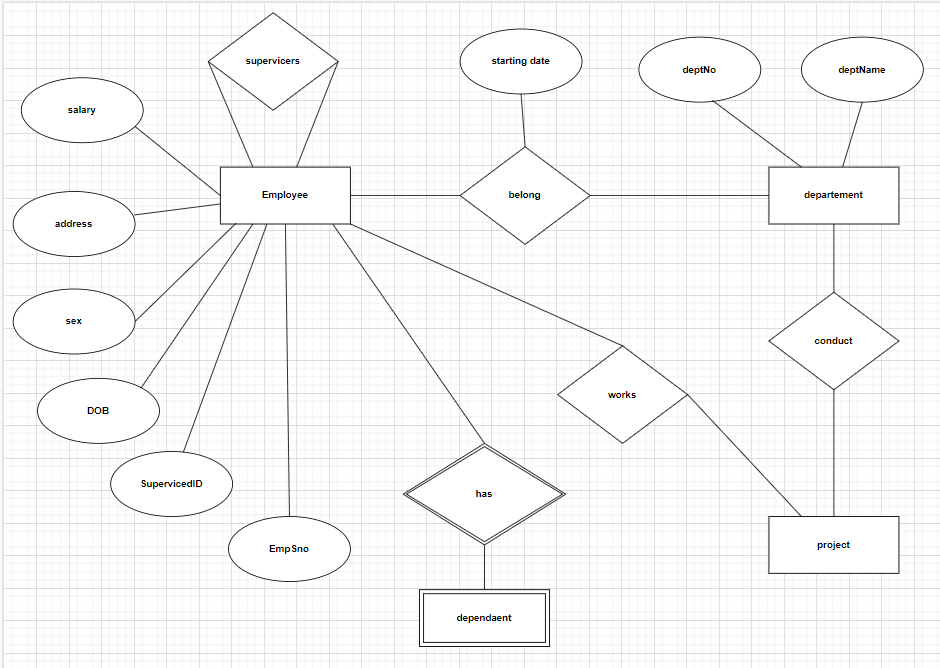 supervicers
starting date
deptNo
deptName
salary
Employee
belong
departement
address
sex
conduct
works
DOB
SupervicedID
has
EmpSno
project
dependaent